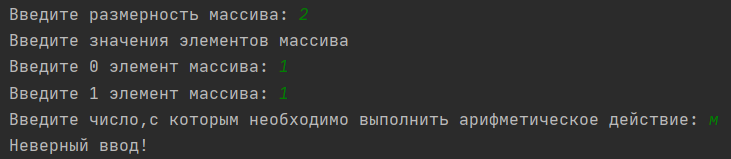 Введите размерность массива: 2
Введите значения элементов массива
Введите 0 элемент массива: 1
Введите 1 элемент массива: 1
Введите число,с которым необходимо выполнить арифметическое действие: м
Неверный ввод!